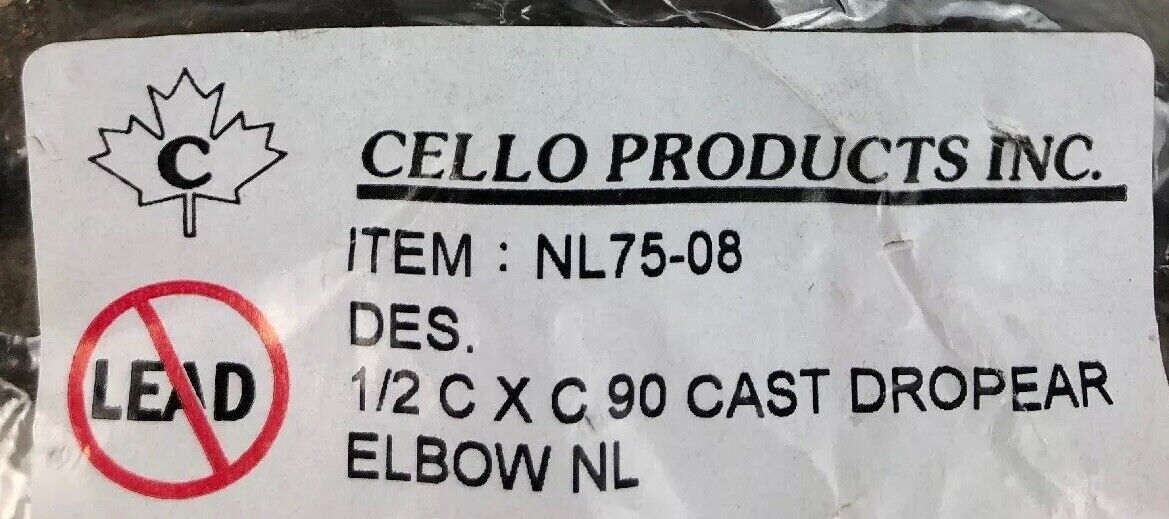 C
CELLO PRODUCTS INC.
ITEM : NL75-08
DES.
LEAD
1/2 C X C 90 CAST DROPEAR
ELBOW NL